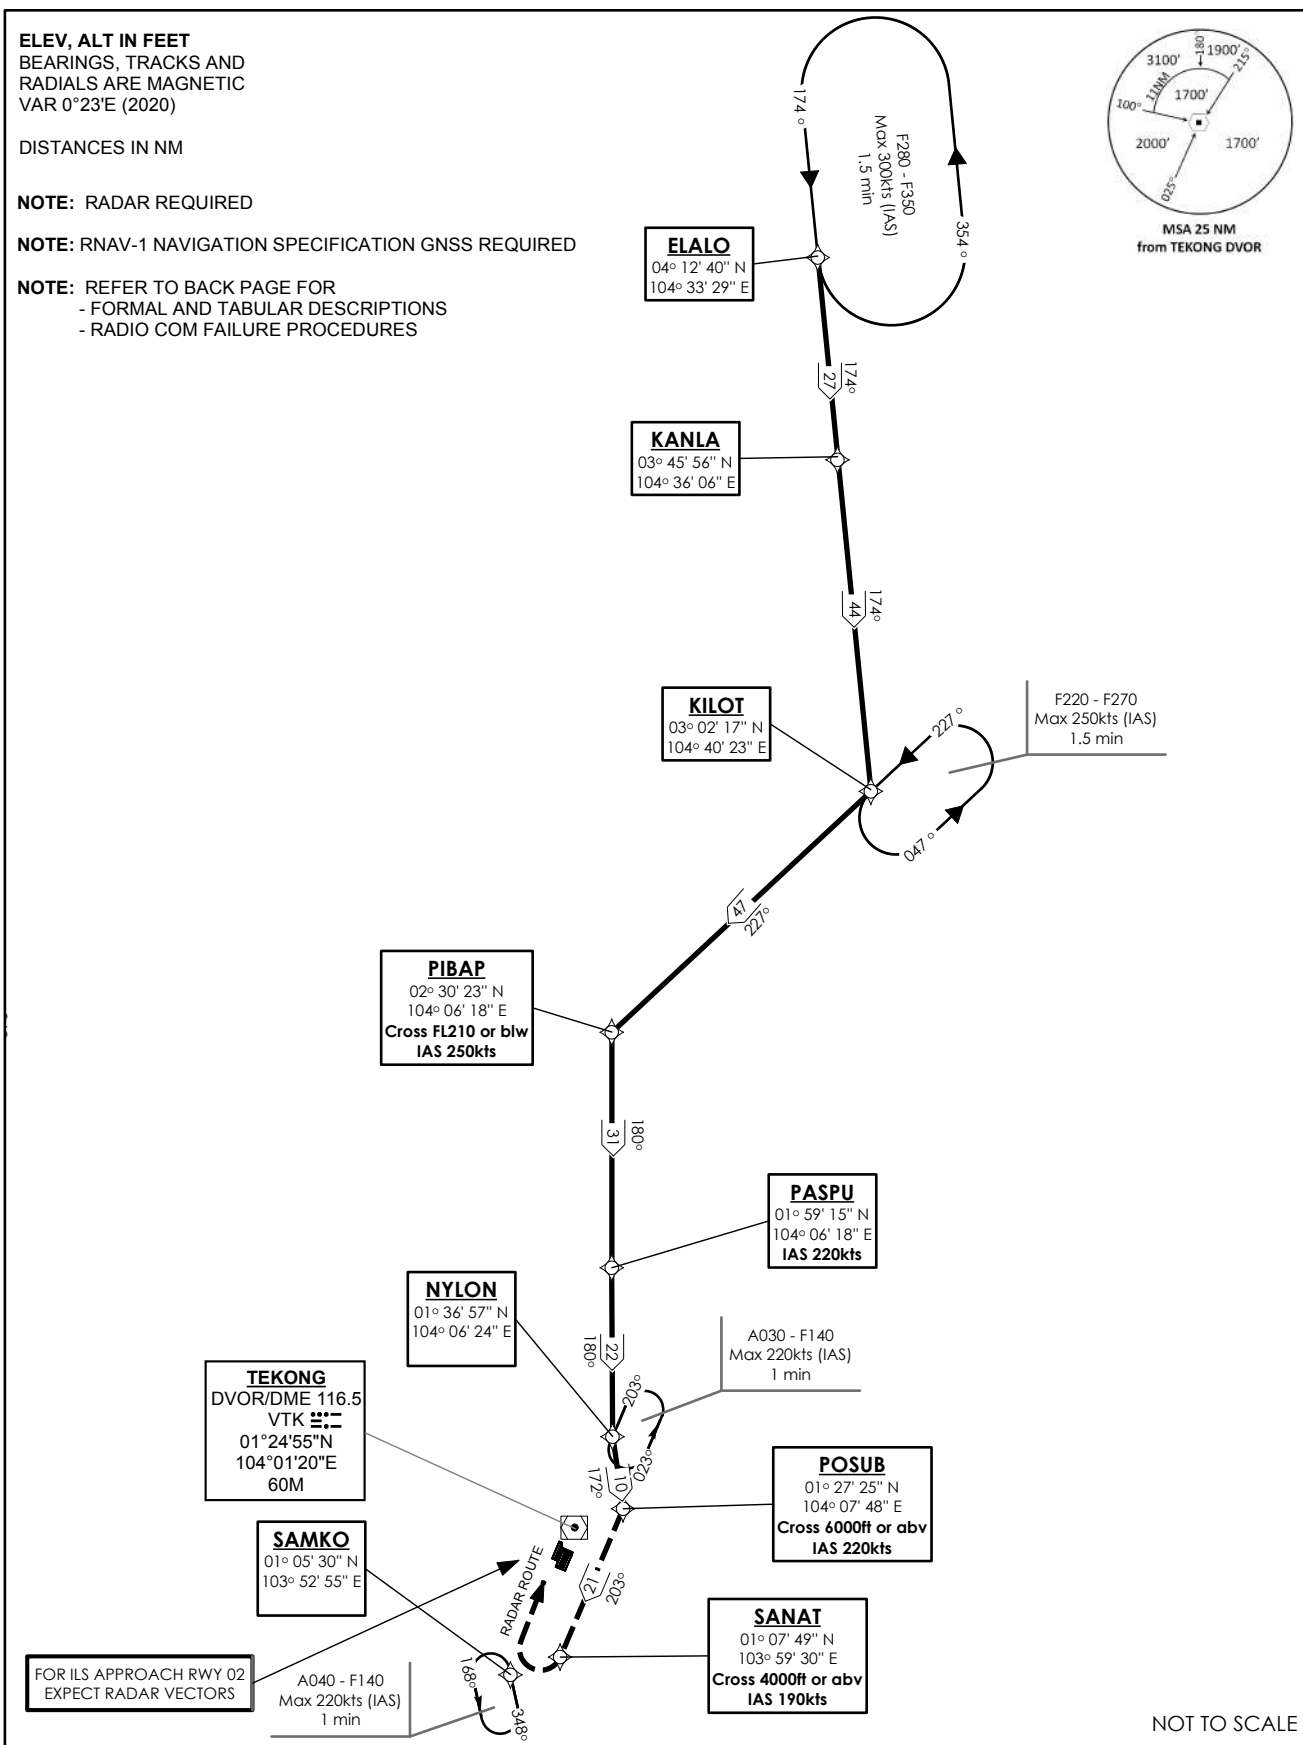 ELEV, ALT IN FEET
BEARINGS, TRACKS AND
RADIALS ARE MAGNETIC
VAR 0°23'E (2020)
DISTANCES IN NM
NOTE: RADAR REQUIRED
NOTE: RNAV-1 NAVIGATION SPECIFICATION GNSS REQUIRED
NOTE: REFER TO BACK PAGE FOR
- FORMAL AND TABULAR DESCRIPTIONS
- RADIO COM FAILURE PROCEDURES
3100'
180°
1900'
215°
11NM
1700'
100°
2000'
1700'
025°
MSA 25 NM
from TEKONG DVOR
174°
F280 - F350
Max 300kts (IAS)
1.5 min
354°
ELALO
04° 12' 40" N
104° 33' 29" E
27
174°
KANLA
03° 45' 56" N
104° 36' 06" E
44
174°
KILOT
03° 02' 17" N
104° 40' 23" E
227°
047°
F220 - F270
Max 250kts (IAS)
1.5 min
47
227°
PIBAP
02° 30' 23" N
104° 06' 18" E
Cross FL210 or blw
IAS 250kts
31
180°
PASPU
01° 59' 15" N
104° 06' 18" E
IAS 220kts
NYLON
01° 36' 57" N
104° 06' 24" E
22
180°
A030 - F140
Max 220kts (IAS)
1 min
203°
023°
TEKONG
DVOR/DME 116.5
VTK
01°24'55"N
104°01'20"E
60M
10
172°
POSUB
01° 27' 25" N
104° 07' 48" E
Cross 6000ft or abv
IAS 220kts
SAMKO
01° 05' 30" N
103° 52' 55" E
RADAR ROUTE
21
203°
SANAT
01° 07' 49" N
103° 59' 30" E
Cross 4000ft or abv
IAS 190kts
FOR ILS APPROACH RWY 02
EXPECT RADAR VECTORS
A040 - F140
Max 220kts (IAS)
1 min
168°
348°
NOT TO SCALE